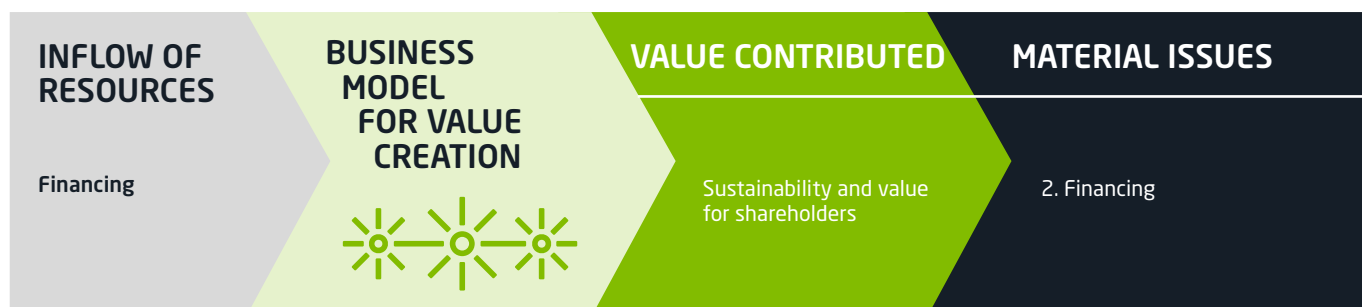 INFLOW OF
RESOURCES
Financing
BUSINESS
MODEL
FOR VALUE
CREATION
VALUE CONTRIBUTED
Sustainability and value
for shareholders
MATERIAL ISSUES
2. Financing